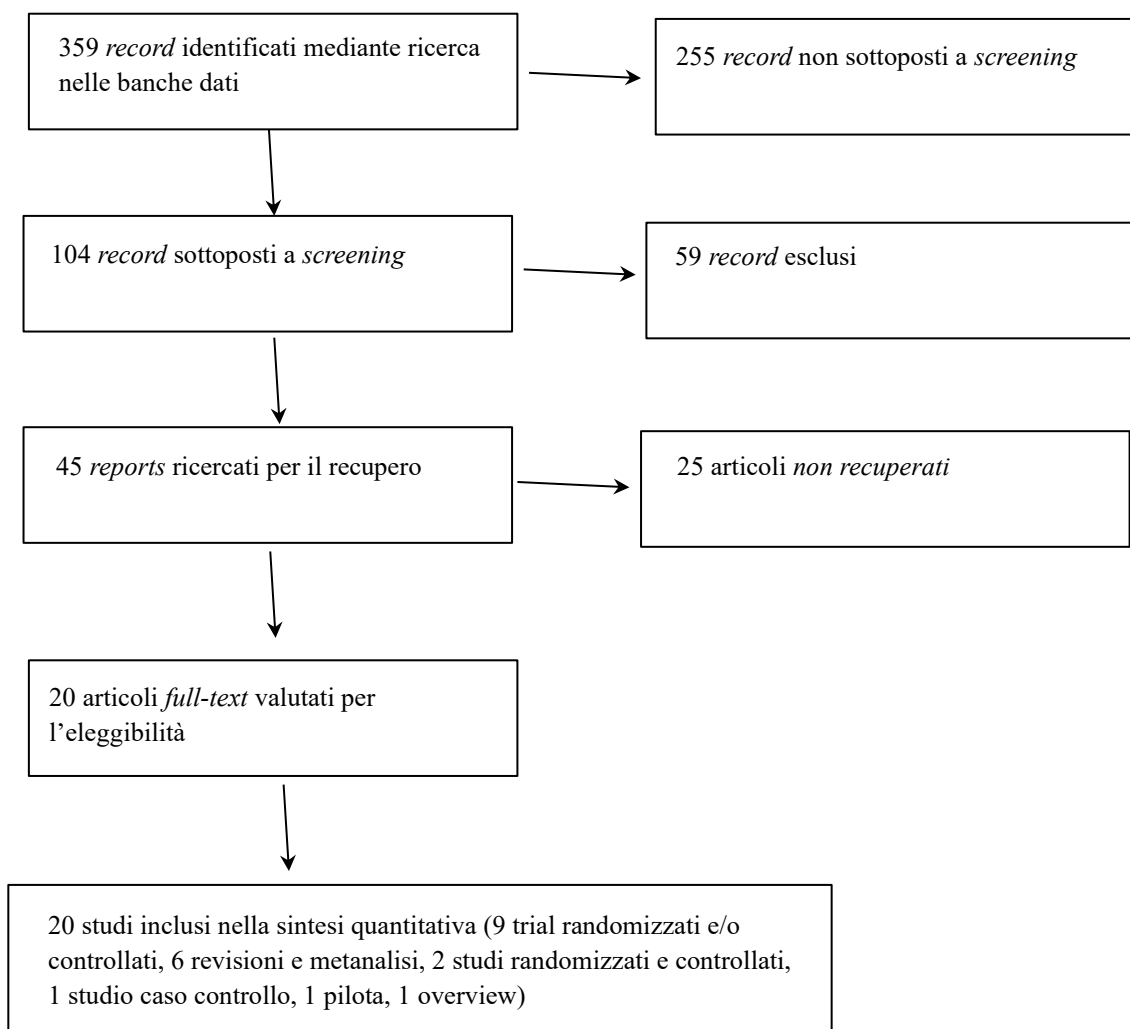 359 record identificati mediante ricerca
nelle banche dati
255 record non sottoposti a screening
104 record sottoposti a screening
59 record esclusi
45 reports ricercati per il recupero
25 articoli non recuperati
20 articoli full-text valutati per
l’eleggibilità
20 studi inclusi nella sintesi quantitativa (9 trial randomizzati e/o
controllati, 6 revisioni e metanalisi, 2 studi randomizzati e controllati,
1 studio caso controllo, 1 pilota, 1 overview)